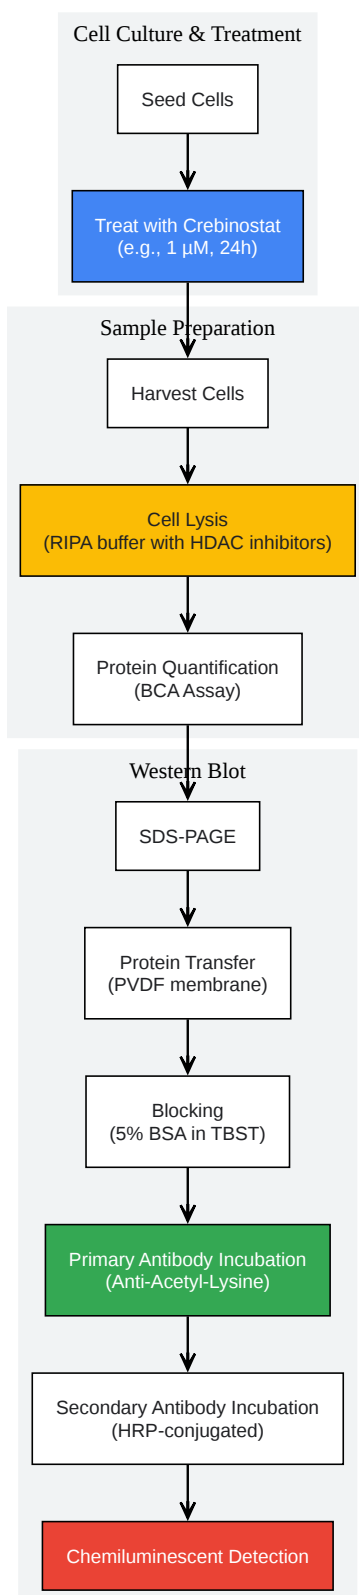 Cell Culture & Treatment
Seed Cells
Treat with Crebinostat
(e.g., 1 µM, 24h)
Sample Preparation
Harvest Cells
Cell Lysis
(RIPA buffer with HDAC inhibitors)
Protein Quantification
(BCA Assay)
Western Blot
SDS-PAGE
Protein Transfer
(PVDF membrane)
Blocking
(5% BSA in TBST)
Primary Antibody Incubation
(Anti-Acetyl-Lysine)
Secondary Antibody Incubation
(HRP-conjugated)
Chemiluminescent Detection